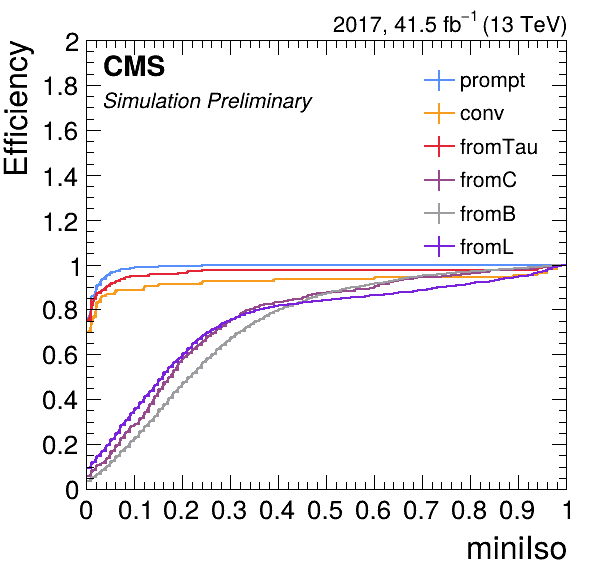 2017, 41.5 fb⁻¹ (13 TeV)
CMS
Simulation Preliminary
prompt
conv
fromTau
fromC
fromB
fromL
Efficiency
2
1.8
1.6
1.4
1.2
1
0.8
0.6
0.4
0.2
0
0 0.1 0.2 0.3 0.4 0.5 0.6 0.7 0.8 0.9 1
miniIso